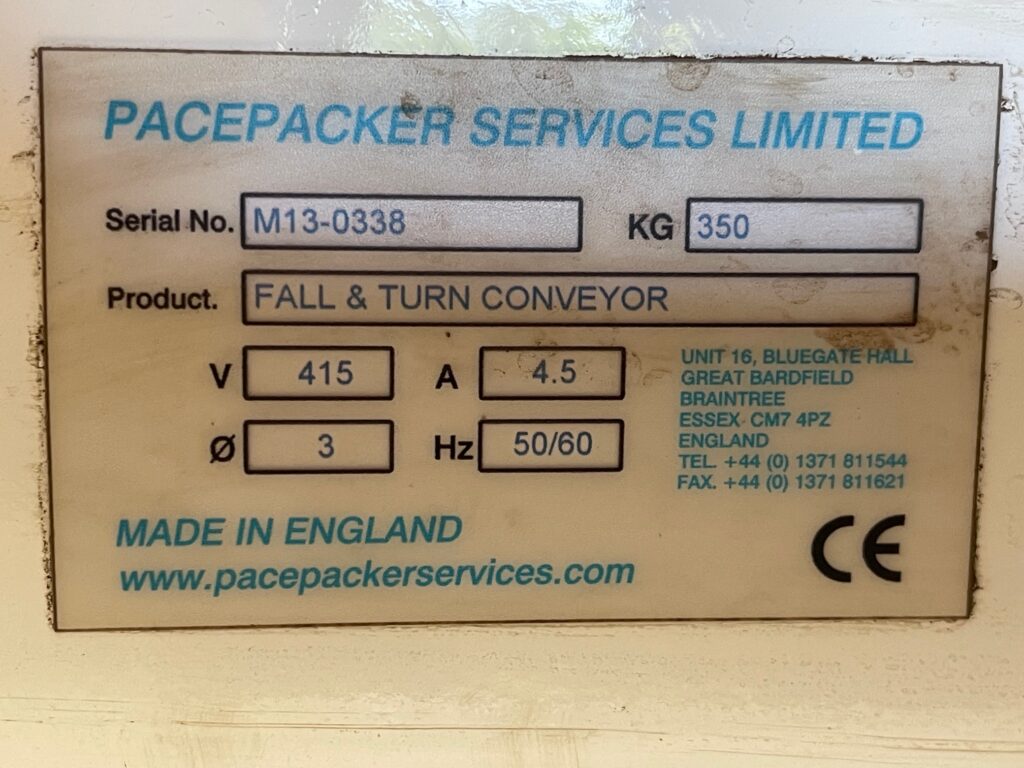 PACEPACKER SERVICES LIMITED
Serial No. M13-0338 KG 350
Product. FALL & TURN CONVEYOR
V 415 A 4.5
Ø 3 Hz 50/60
UNIT 16, BLUEGATE HALL
GREAT BARDFIELD
BRAINTREE
ESSEX CM7 4PZ
ENGLAND
TEL. +44 (0) 1371 811544
FAX. +44 (0) 1371 811621
MADE IN ENGLAND
www.pacepackerservices.com
CE